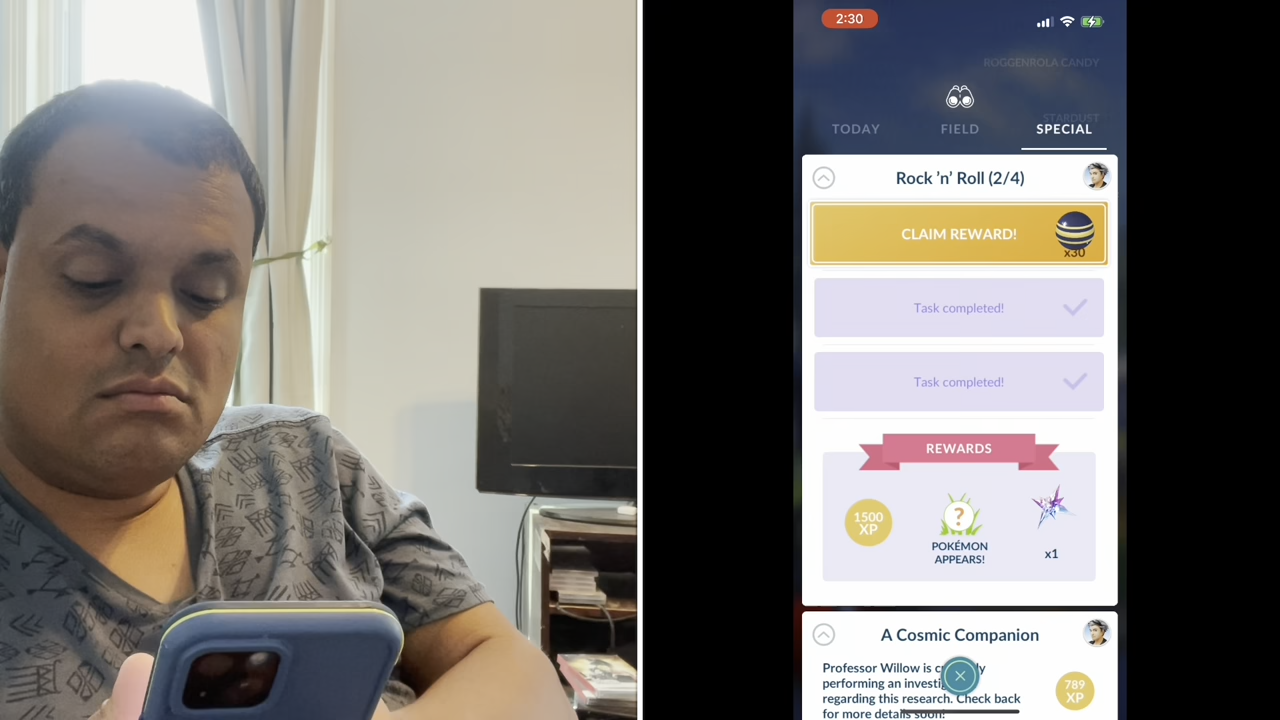 2:30
ROGGENROLA CANDY
STARDUST
TODAY
FIELD
SPECIAL
Rock ’n’ Roll (2/4)
CLAIM REWARD!
x30
Task completed!
Task completed!
REWARDS
1500
XP
?
POKÉMON
APPEARS!
x1
A Cosmic Companion
Professor Willow is
performing an
regarding this research. Check back
for more details soon!
789
XP